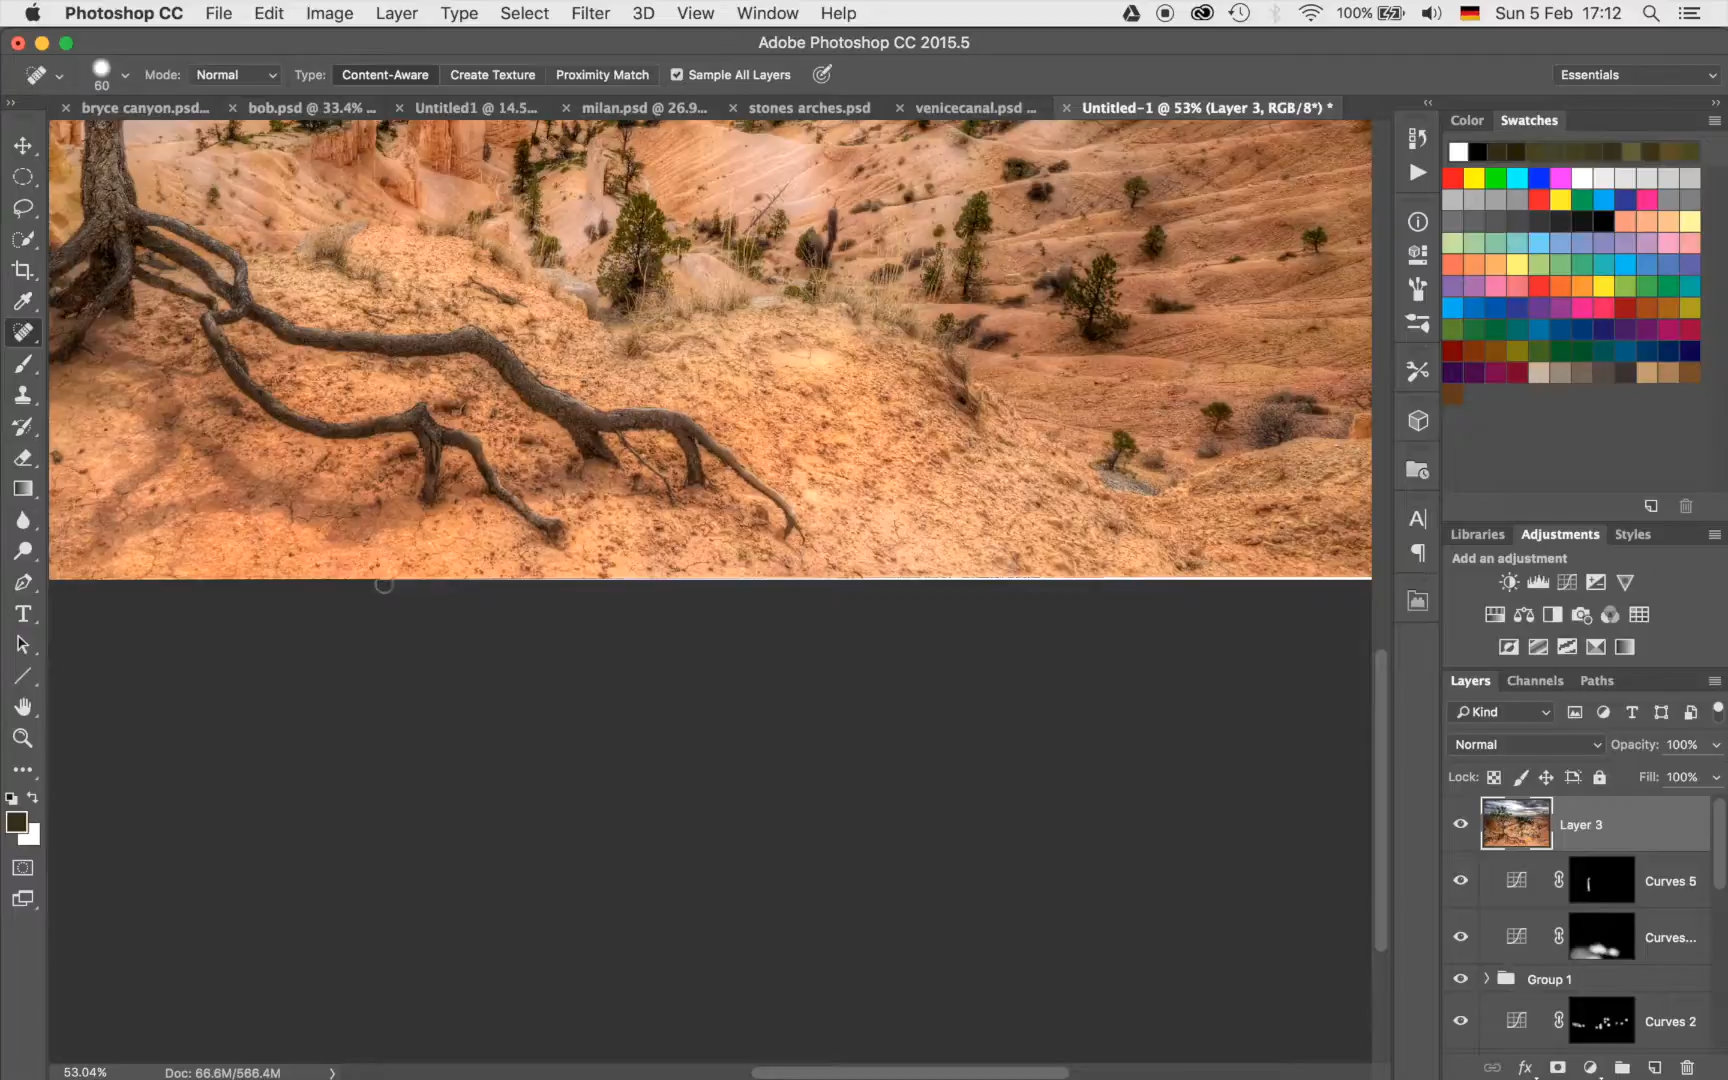 Photoshop CC File Edit Image Layer Type Select Filter 3D View Window Help 100% Sun 5 Feb 17:12
Adobe Photoshop CC 2015.5
60 Mode: Normal Type: Content-Aware Create Texture Proximity Match Sample All Layers Essentials
bryce canyon.psd... bob.psd @ 33.4% ... Untitled1 @ 14.5... milan.psd @ 26.9... stones arches.psd venicecanal.psd ... Untitled-1 @ 53% (Layer 3, RGB/8*) *
Color Swatches
Libraries Adjustments Styles
Add an adjustment
Layers Channels Paths
Kind
Normal Opacity: 100%
Lock: Fill: 100%
Layer 3
Curves 5
Curves...
Group 1
Curves 2
fx
53.04% Doc: 66.6M/566.4M